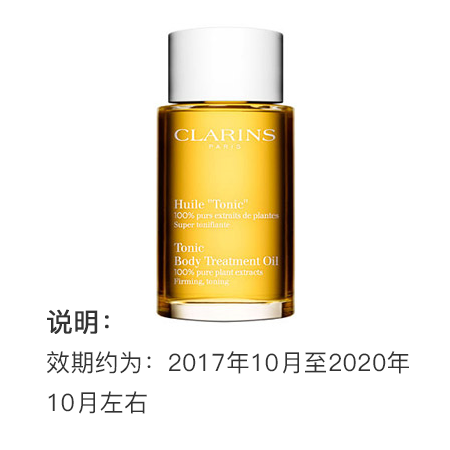 CLARINS
PARIS
Huile "Tonic"
100% purs extraits de plantes
Super tonifiante
Tonic
Body Treatment Oil
100% pure plant extracts
Firming, toning
说明：
效期约为：2017年10月至2020年
10月左右